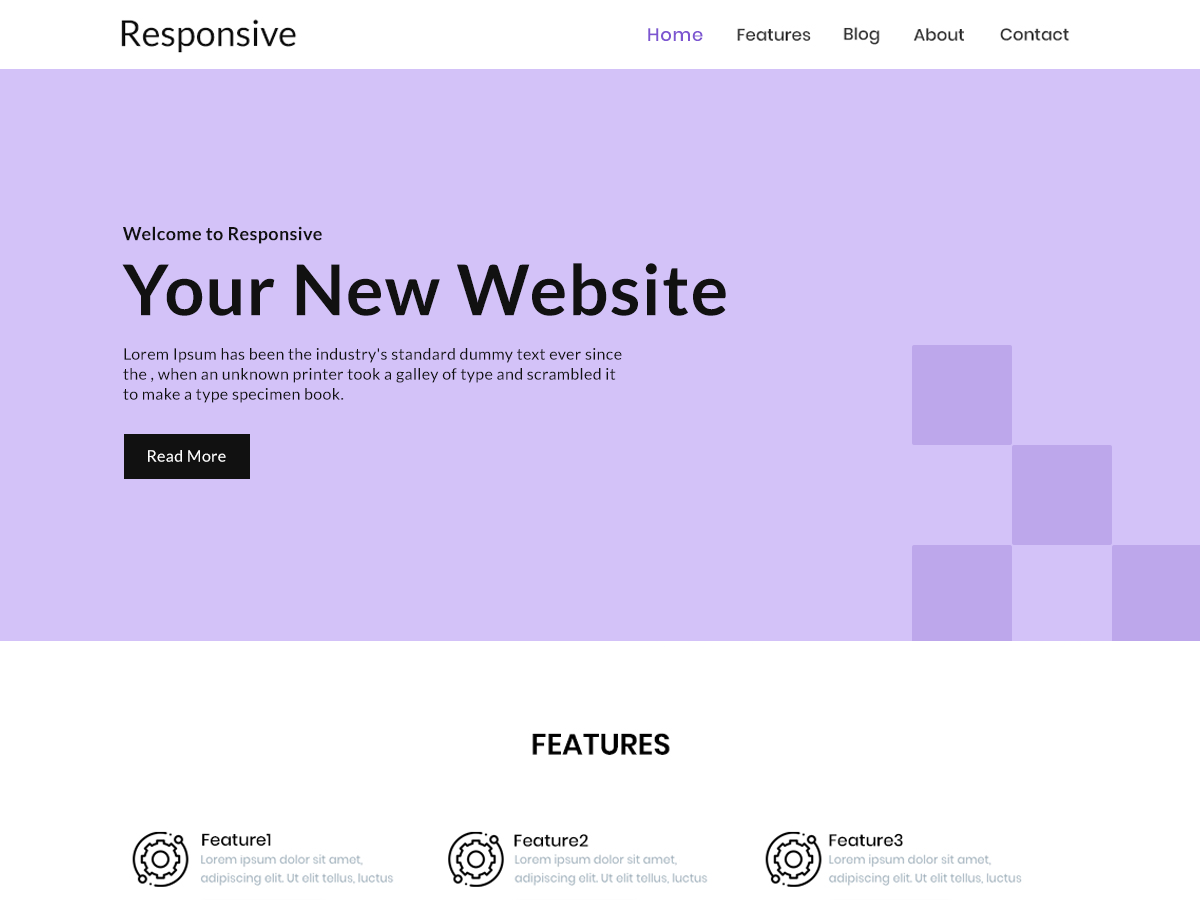 Responsive
Home Features Blog About Contact
Welcome to Responsive
Your New Website
Lorem Ipsum has been the industry's standard dummy text ever since
the , when an unknown printer took a galley of type and scrambled it
to make a type specimen book.
Read More
FEATURES
Feature1
Lorem ipsum dolor sit amet,
adipiscing elit. Ut elit tellus, luctus
Feature2
Lorem ipsum dolor sit amet,
adipiscing elit. Ut elit tellus, luctus
Feature3
Lorem ipsum dolor sit amet,
adipiscing elit. Ut elit tellus, luctus